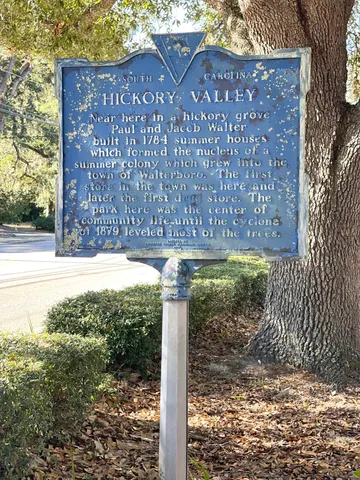 SOUTH CAROLINA
HICKORY VALLEY
Near here in a hickory grove
Paul and Jacob Walter
built in 1784 summer houses
which formed the nucleus of a
summer colony which grew into the
town of Walterboro. The first
store in the town was here and
later the first drug store. The
park here was the center of
community life until the cyclone
of 1879 leveled most of the trees.